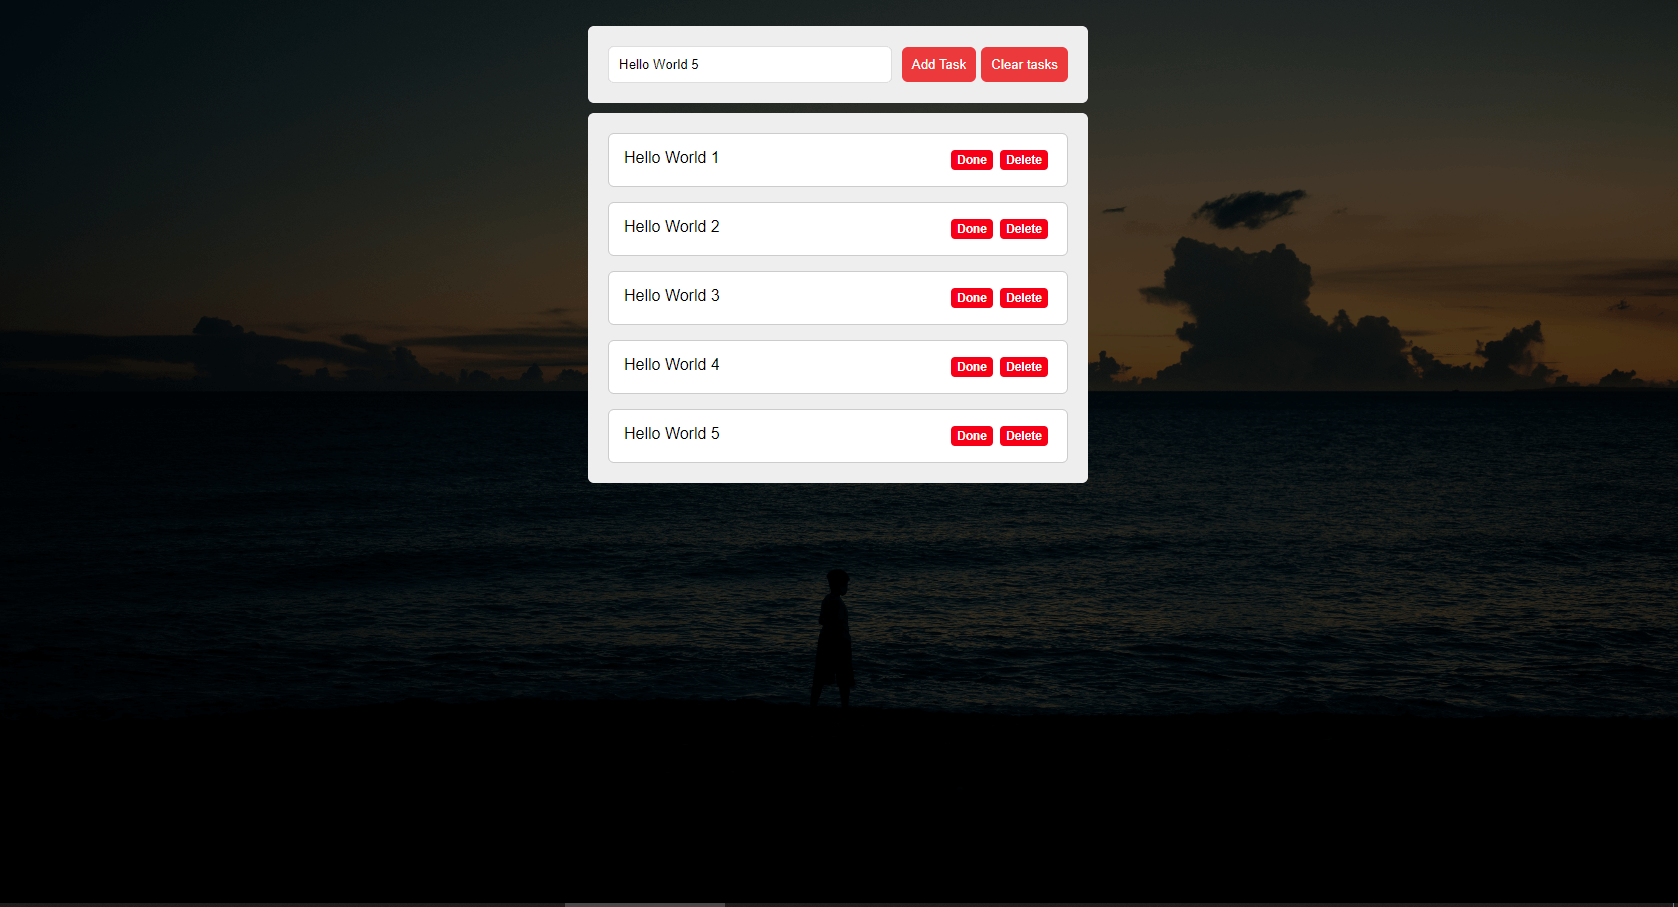 Hello World 5 Add Task Clear tasks
Hello World 1 Done Delete
Hello World 2 Done Delete
Hello World 3 Done Delete
Hello World 4 Done Delete
Hello World 5 Done Delete